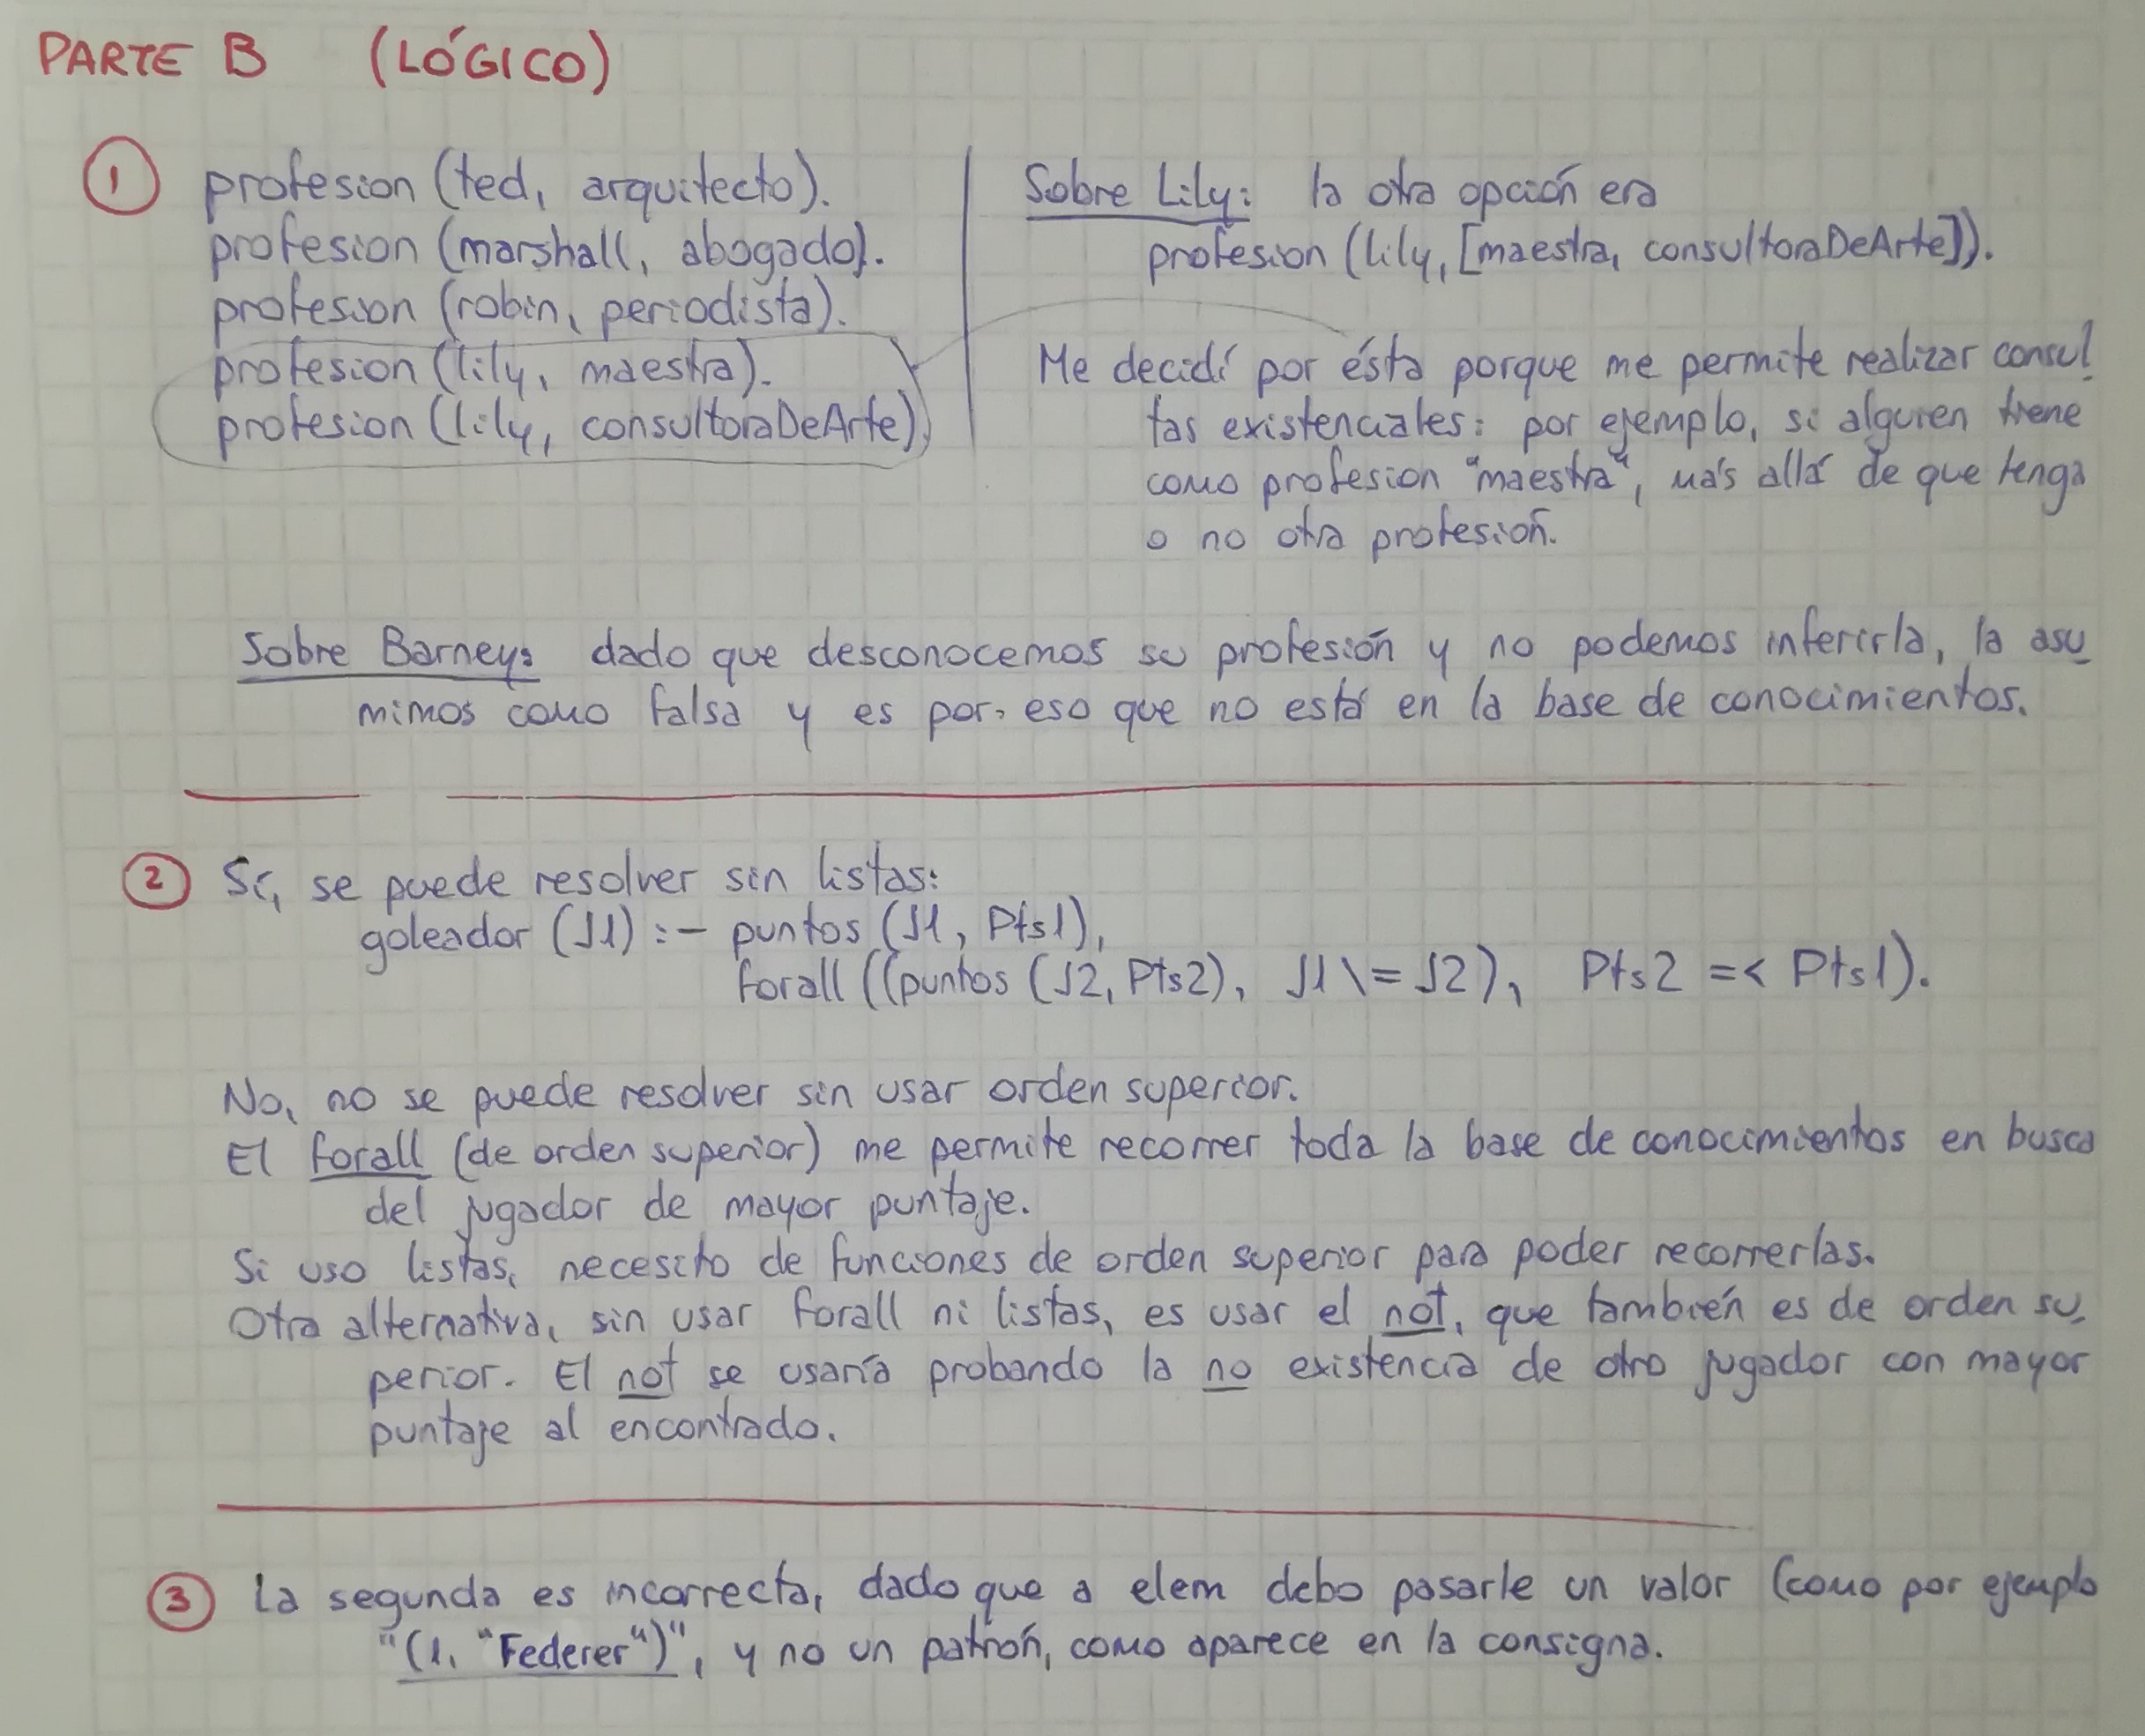 PARTE B (LÓGICO)
1 profesion (ted, arquitecto).
profesion (marshall, abogado).
profesion (robin, periodista).
profesion (lily, maestra).
profesion (lily, consultoraDeArte).
Sobre Lily: la otra opción era
profesion (lily, [maestra, consultoraDeArte]).
Me decidí por ésta porque me permite realizar consul
tas existenciales: por ejemplo, si alguien tiene
como profesion "maestra", más allá de que tenga
o no otra profesión.
Sobre Barney: dado que desconocemos su profesión y no podemos inferirla, la asu
mimos como falsa y es por eso que no está en la base de conocimientos.
2 Sí, se puede resolver sin listas:
goleador (J1) :- puntos (J1, Pts1),
forall ((puntos (J2, Pts2), J1 \= J2), Pts2 =< Pts1).
No, no se puede resolver sin usar orden superior.
El forall (de orden superior) me permite recorrer toda la base de conocimientos en busca
del jugador de mayor puntaje.
Si uso listas, necesito de funciones de orden superior para poder recorrerlas.
Otra alternativa, sin usar forall ni listas, es usar el not, que también es de orden su
perior. El not se usaría probando la no existencia de otro jugador con mayor
puntaje al encontrado.
3 La segunda es incorrecta, dado que a elem debo pasarle un valor (como por ejemplo
"(1, "Federer")", y no un patrón, como aparece en la consigna.